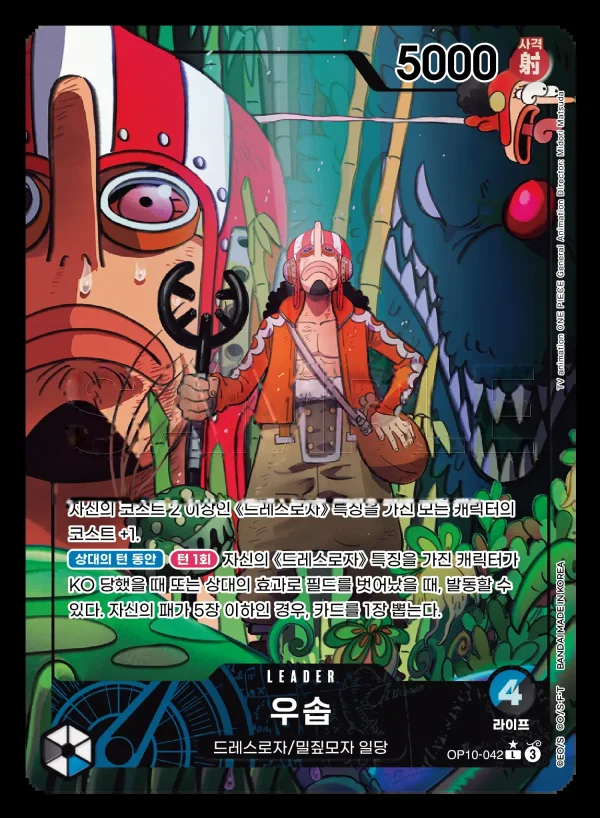 5000
사격
射
TV animation ONE PIECE General Animation Director: Midori Matsuda
SAMPLE
자신의 코스트 2 이상인 《드레스로자》 특징을 가진 모든 캐릭터의
코스트 +1.
상대의 턴 동안 턴 1회 자신의 《드레스로자》 특징을 가진 캐릭터가
KO 당했을 때 또는 상대의 효과로 필드를 벗어났을 때, 발동할 수
있다. 자신의 패가 5장 이하인 경우, 카드를 1장 뽑는다.
BANDAI MADE IN KOREA
©EO/S ©O/S·F·T
LEADER
4
우솝
라이프
드레스로자/밀짚모자 일당
OP10-042 L 3